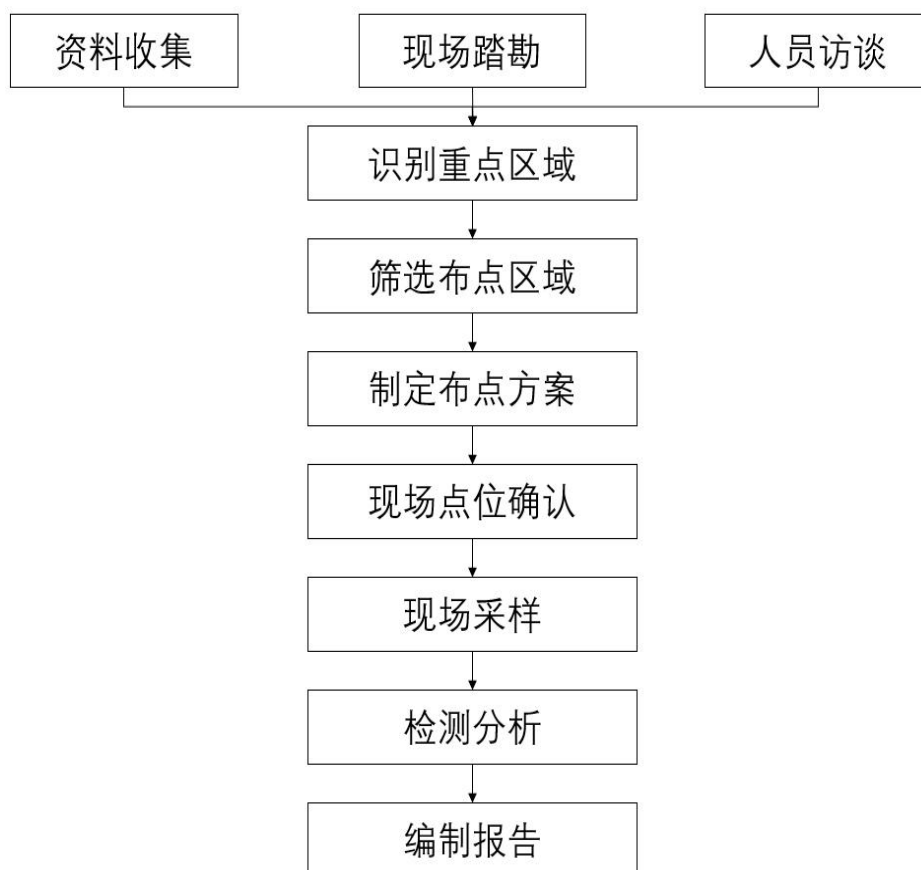 资料收集
现场踏勘
人员访谈
识别重点区域
筛选布点区域
制定布点方案
现场点位确认
现场采样
检测分析
编制报告